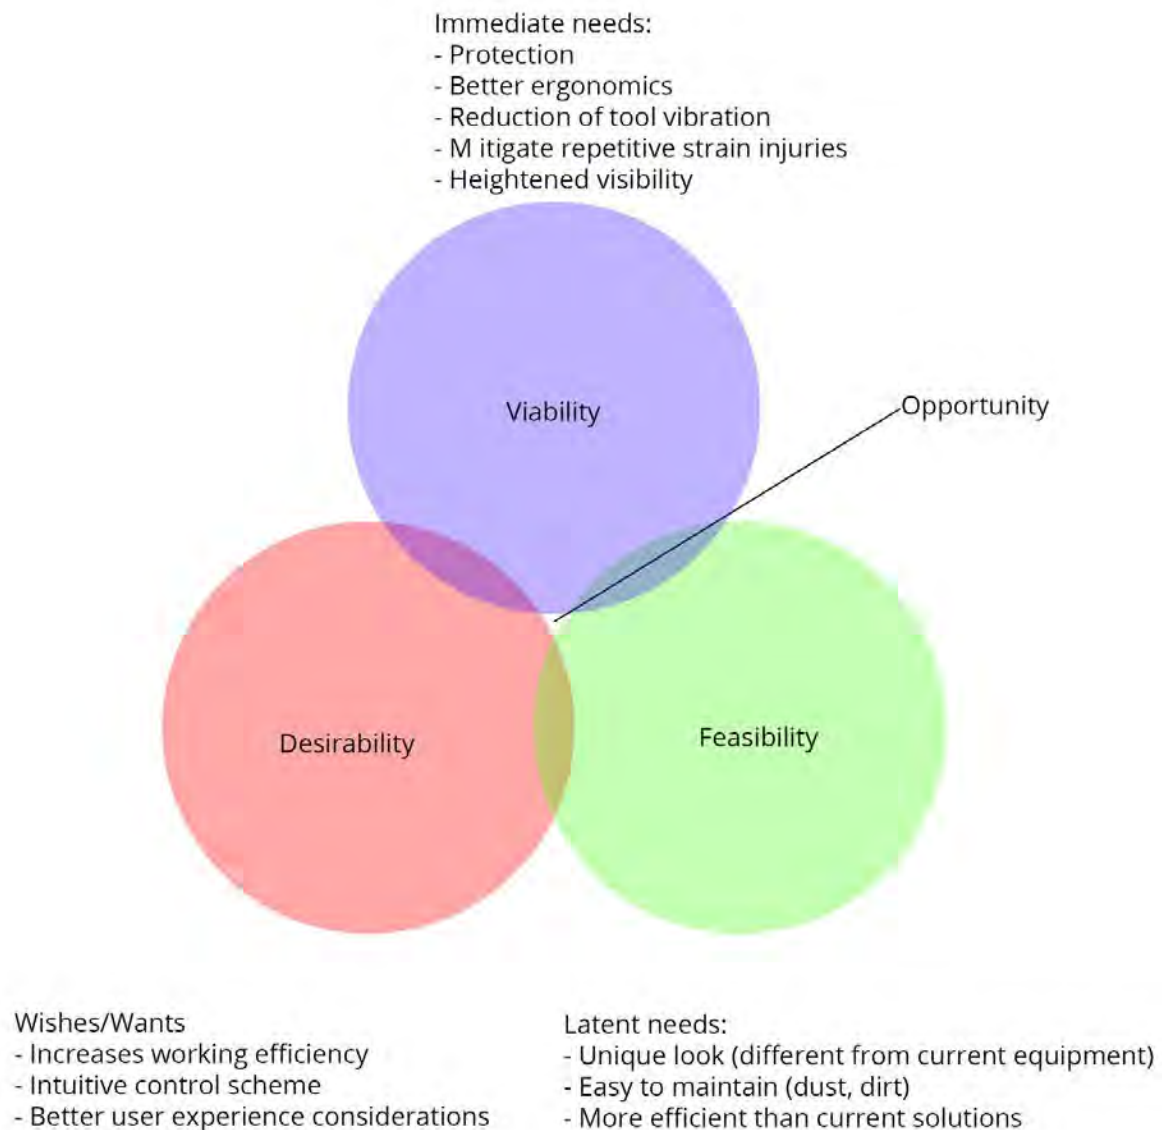 Immediate needs:
- Protection
- Better ergonomics
- Reduction of tool vibration
- M itigate repetitive strain injuries
- Heightened visibility
Viability
Opportunity
Desirability
Feasibility
Wishes/Wants
- Increases working efficiency
- Intuitive control scheme
- Better user experience considerations
Latent needs:
- Unique look (different from current equipment)
- Easy to maintain (dust, dirt)
- More efficient than current solutions